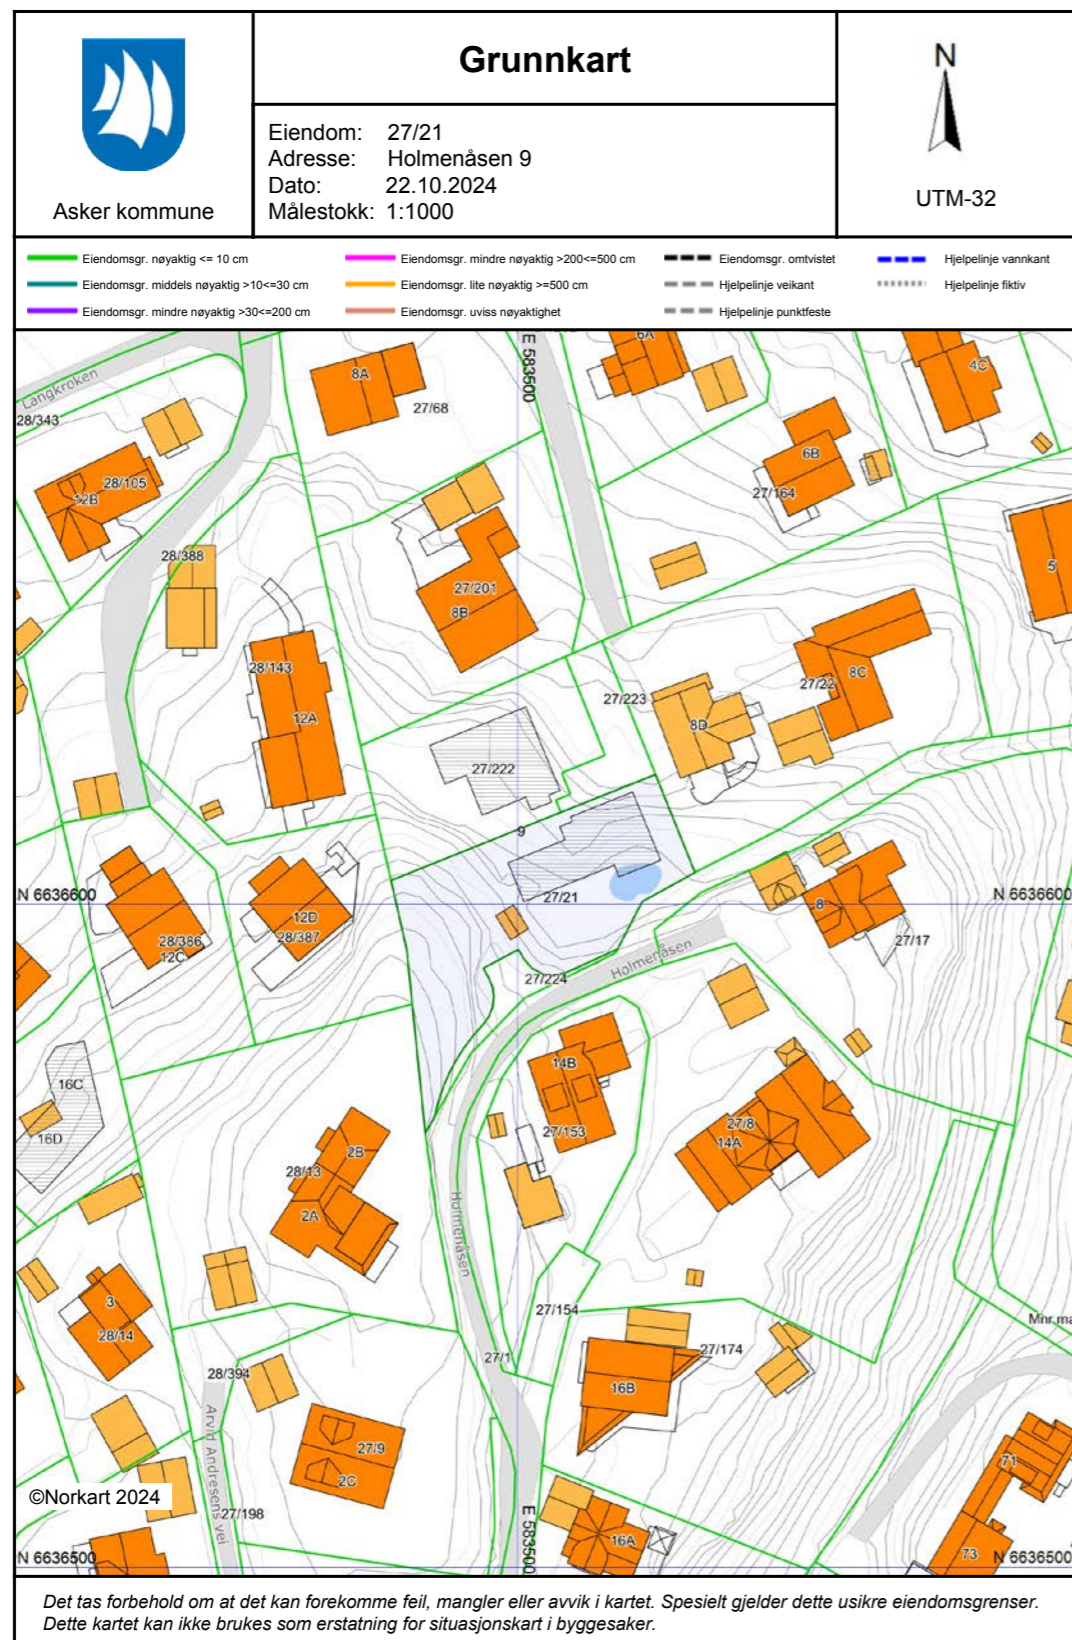 Grunnkart
N
Eiendom: 27/21
Adresse: Holmenåsen 9
Dato: 22.10.2024
Målestokk: 1:1000
Asker kommune
UTM-32
Eiendomsgr. nøyaktig <= 10 cm
Eiendomsgr. mindre nøyaktig >200<=500 cm
Eiendomsgr. omtvistet
Hjelpelinje vannkant
Eiendomsgr. middels nøyaktig >10<=30 cm
Eiendomsgr. lite nøyaktig >=500 cm
Hjelpelinje veikant
Hjelpelinje fiktiv
Eiendomsgr. mindre nøyaktig >30<=200 cm
Eiendomsgr. uviss nøyaktighet
Hjelpelinje punktfeste
6A
E 583500
4C
8A
Langkroken
27/68
28/343
6B
28/105
12B
27/164
28/388
5
27/201
8B
28/143
8C
27/22
27/223
12A
8D
27/222
9
N 6636600
27/21
N 6636600
8
12D
28/387
28/386
12C
27/17
Holmenåsen
27/224
14B
16C
27/8
14A
27/153
16D
2B
28/13
2A
Holmenåsen
3
28/14
27/154
Mnr.ma
27/1
27/174
28/394
16B
Arvid Andresens vei
27/9
2C
71
©Norkart 2024
27/198
E 583500
16A
73
N 6636500
N 6636500
Det tas forbehold om at det kan forekomme feil, mangler eller avvik i kartet. Spesielt gjelder dette usikre eiendomsgrenser.
Dette kartet kan ikke brukes som erstatning for situasjonskart i byggesaker.